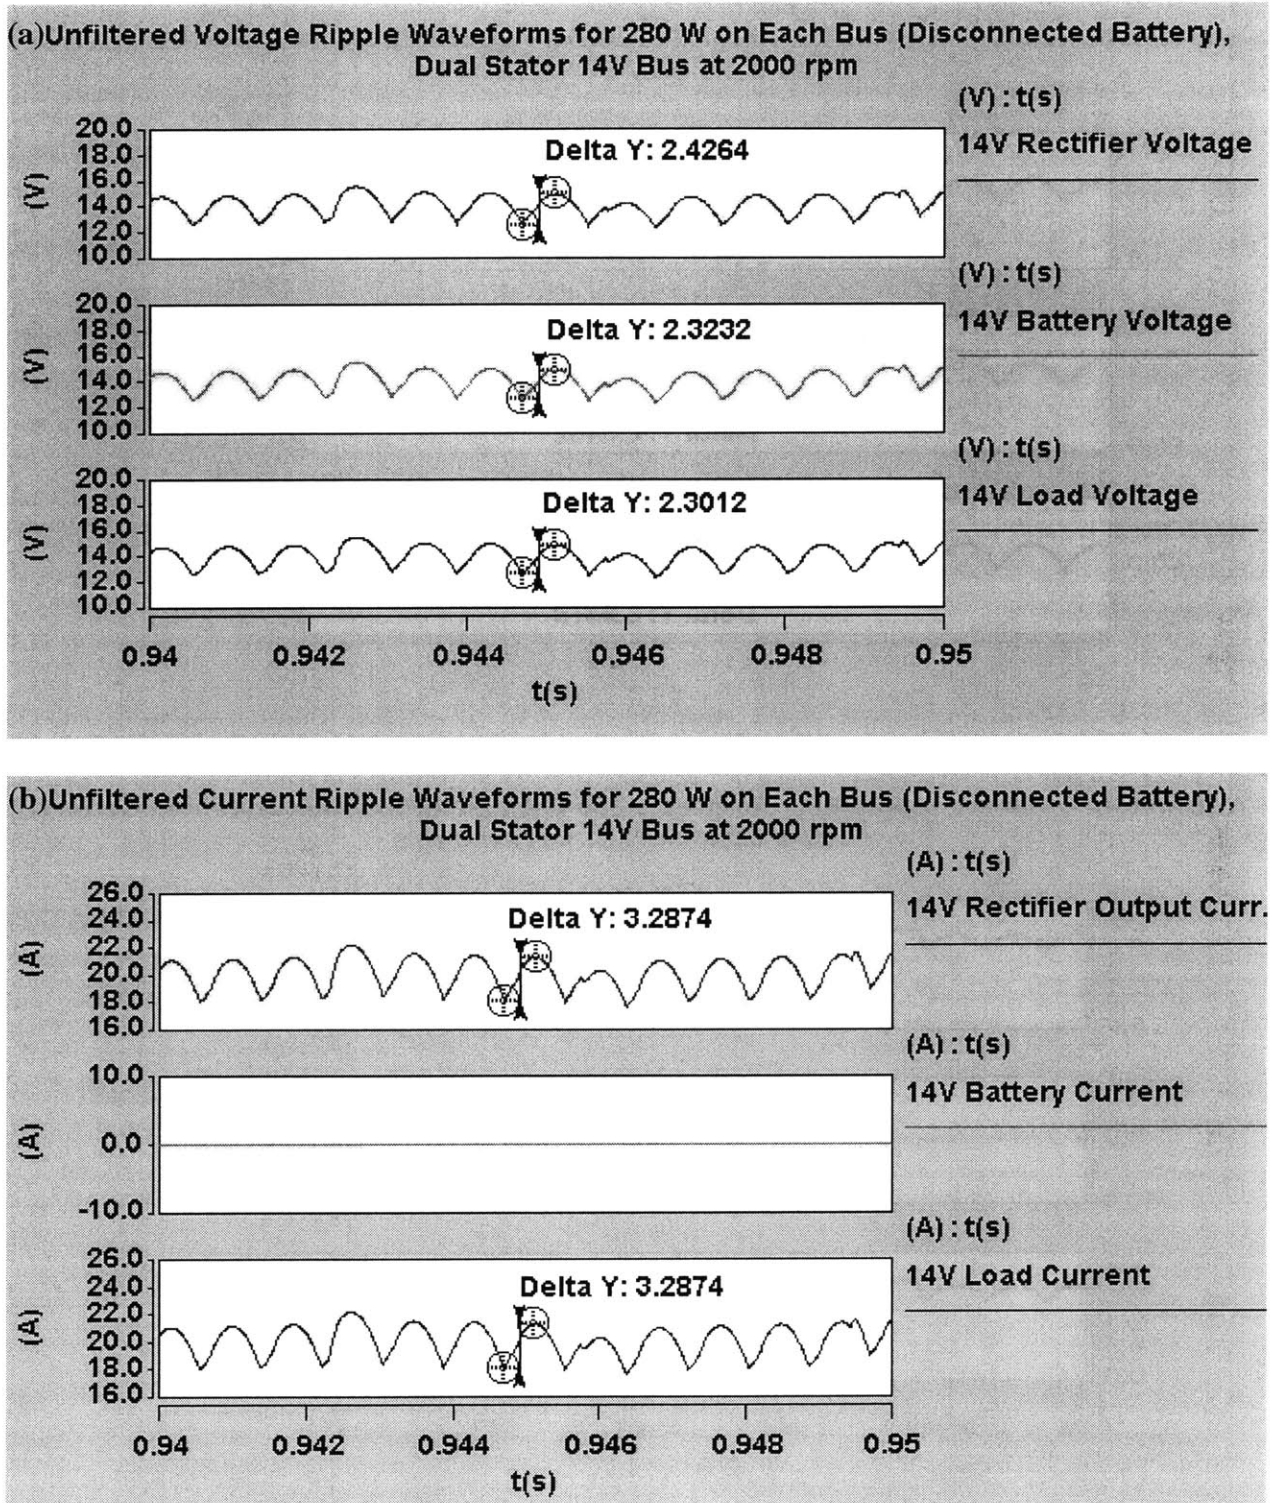 (a)Unfiltered Voltage Ripple Waveforms for 280 W on Each Bus (Disconnected Battery),
Dual Stator 14V Bus at 2000 rpm
(V) : t(s)
14V Rectifier Voltage
Delta Y: 2.4264
20.0
18.0
16.0
14.0
12.0
10.0
(V)
(V) : t(s)
14V Battery Voltage
Delta Y: 2.3232
20.0
18.0
16.0
14.0
12.0
10.0
(V)
(V) : t(s)
14V Load Voltage
Delta Y: 2.3012
20.0
18.0
16.0
14.0
12.0
10.0
(V)
0.94 0.942 0.944 0.946 0.948 0.95
t(s)
(b)Unfiltered Current Ripple Waveforms for 280 W on Each Bus (Disconnected Battery),
Dual Stator 14V Bus at 2000 rpm
(A) : t(s)
14V Rectifier Output Curr.
Delta Y: 3.2874
26.0
24.0
22.0
20.0
18.0
16.0
(A)
(A) : t(s)
14V Battery Current
10.0
0.0
-10.0
(A)
(A) : t(s)
14V Load Current
Delta Y: 3.2874
26.0
24.0
22.0
20.0
18.0
16.0
(A)
0.94 0.942 0.944 0.946 0.948 0.95
t(s)